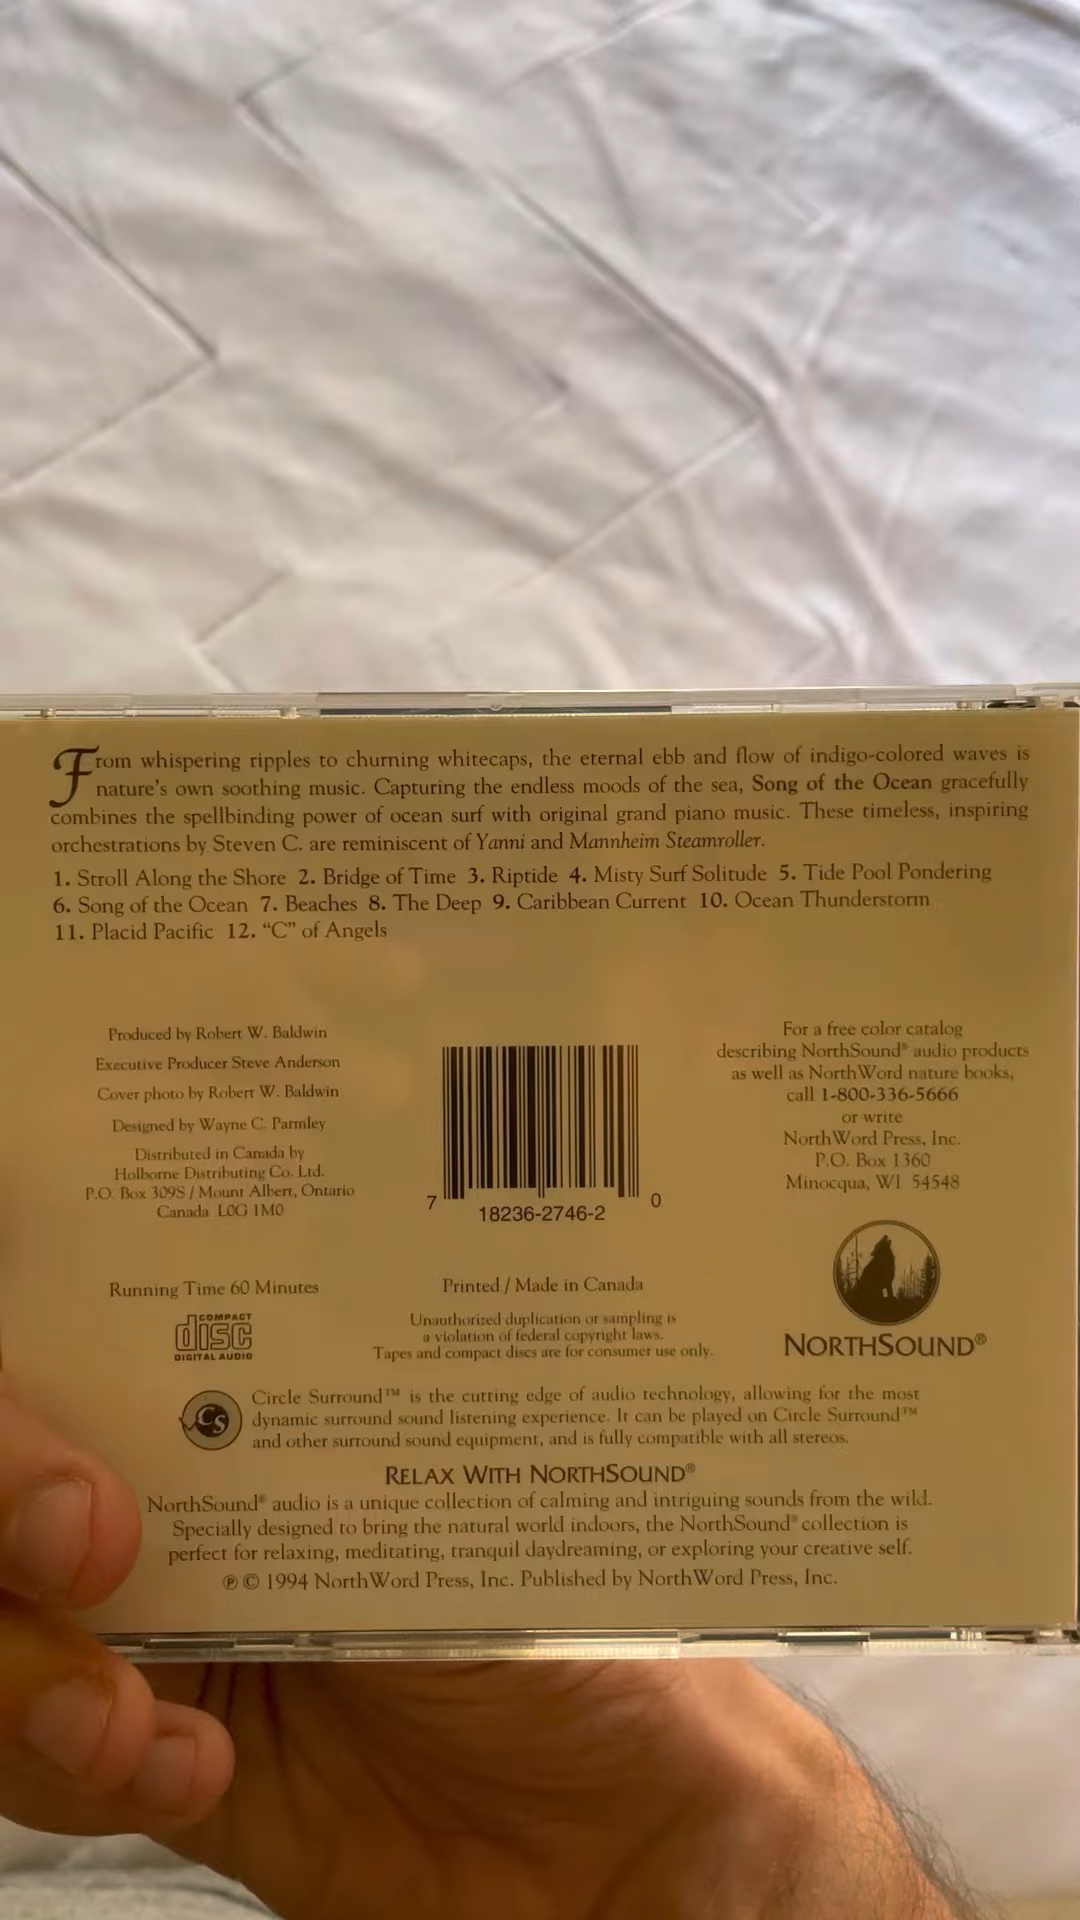 From whispering ripples to churning whitecaps, the eternal ebb and flow of indigo-colored waves is
nature's own soothing music. Capturing the endless moods of the sea, Song of the Ocean gracefully
combines the spellbinding power of ocean surf with original grand piano music. These timeless, inspiring
orchestrations by Steven C. are reminiscent of Yanni and Mannheim Steamroller.
1. Stroll Along the Shore 2. Bridge of Time 3. Riptide 4. Misty Surf Solitude 5. Tide Pool Pondering
6. Song of the Ocean 7. Beaches 8. The Deep 9. Caribbean Current 10. Ocean Thunderstorm
11. Placid Pacific 12. “C” of Angels
Produced by Robert W. Baldwin
Executive Producer Steve Anderson
Cover photo by Robert W. Baldwin
Designed by Wayne C. Parmley
Distributed in Canada by
Holborne Distributing Co. Ltd.
P.O. Box 309S / Mount Albert, Ontario
Canada L0G 1M0
Running Time 60 Minutes
COMPACT
disc
DIGITAL AUDIO
7 18236-2746-2 0
Printed / Made in Canada
Unauthorized duplication or sampling is
a violation of federal copyright laws.
Tapes and compact discs are for consumer use only.
For a free color catalog
describing NorthSound® audio products
as well as NorthWord nature books,
call 1-800-336-5666
or write
NorthWord Press, Inc.
P.O. Box 1360
Minocqua, WI 54548
NORTHSOUND®
CS
Circle Surround™ is the cutting edge of audio technology, allowing for the most
dynamic surround sound listening experience. It can be played on Circle Surround™
and other surround sound equipment, and is fully compatible with all stereos.
RELAX WITH NORTHSOUND®
NorthSound® audio is a unique collection of calming and intriguing sounds from the wild.
Specially designed to bring the natural world indoors, the NorthSound® collection is
perfect for relaxing, meditating, tranquil daydreaming, or exploring your creative self.
℗ © 1994 NorthWord Press, Inc. Published by NorthWord Press, Inc.